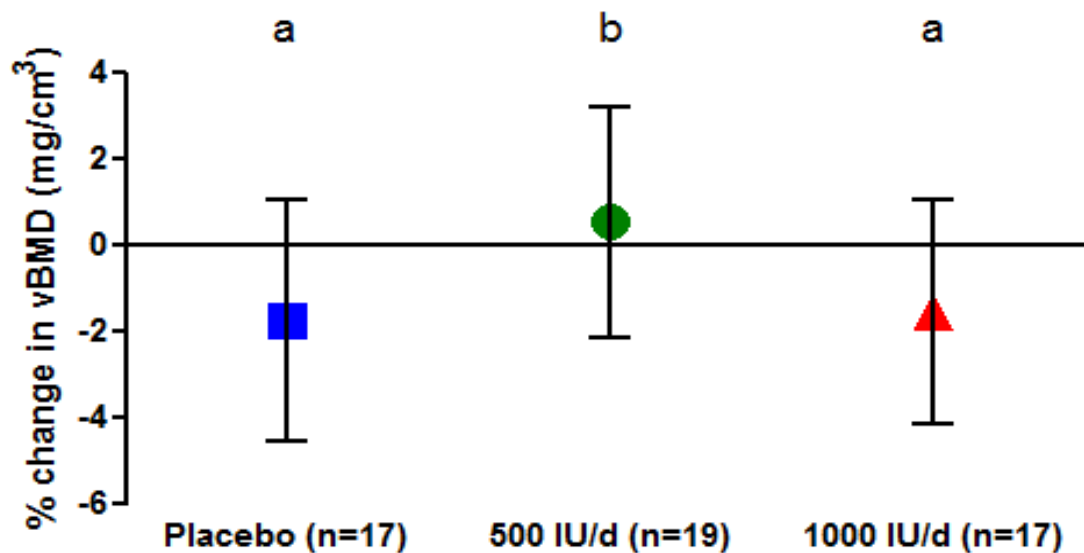 a b a
% change in vBMD (mg/cm³)
4
2
0
-2
-4
-6
Placebo (n=17) 500 IU/d (n=19) 1000 IU/d (n=17)